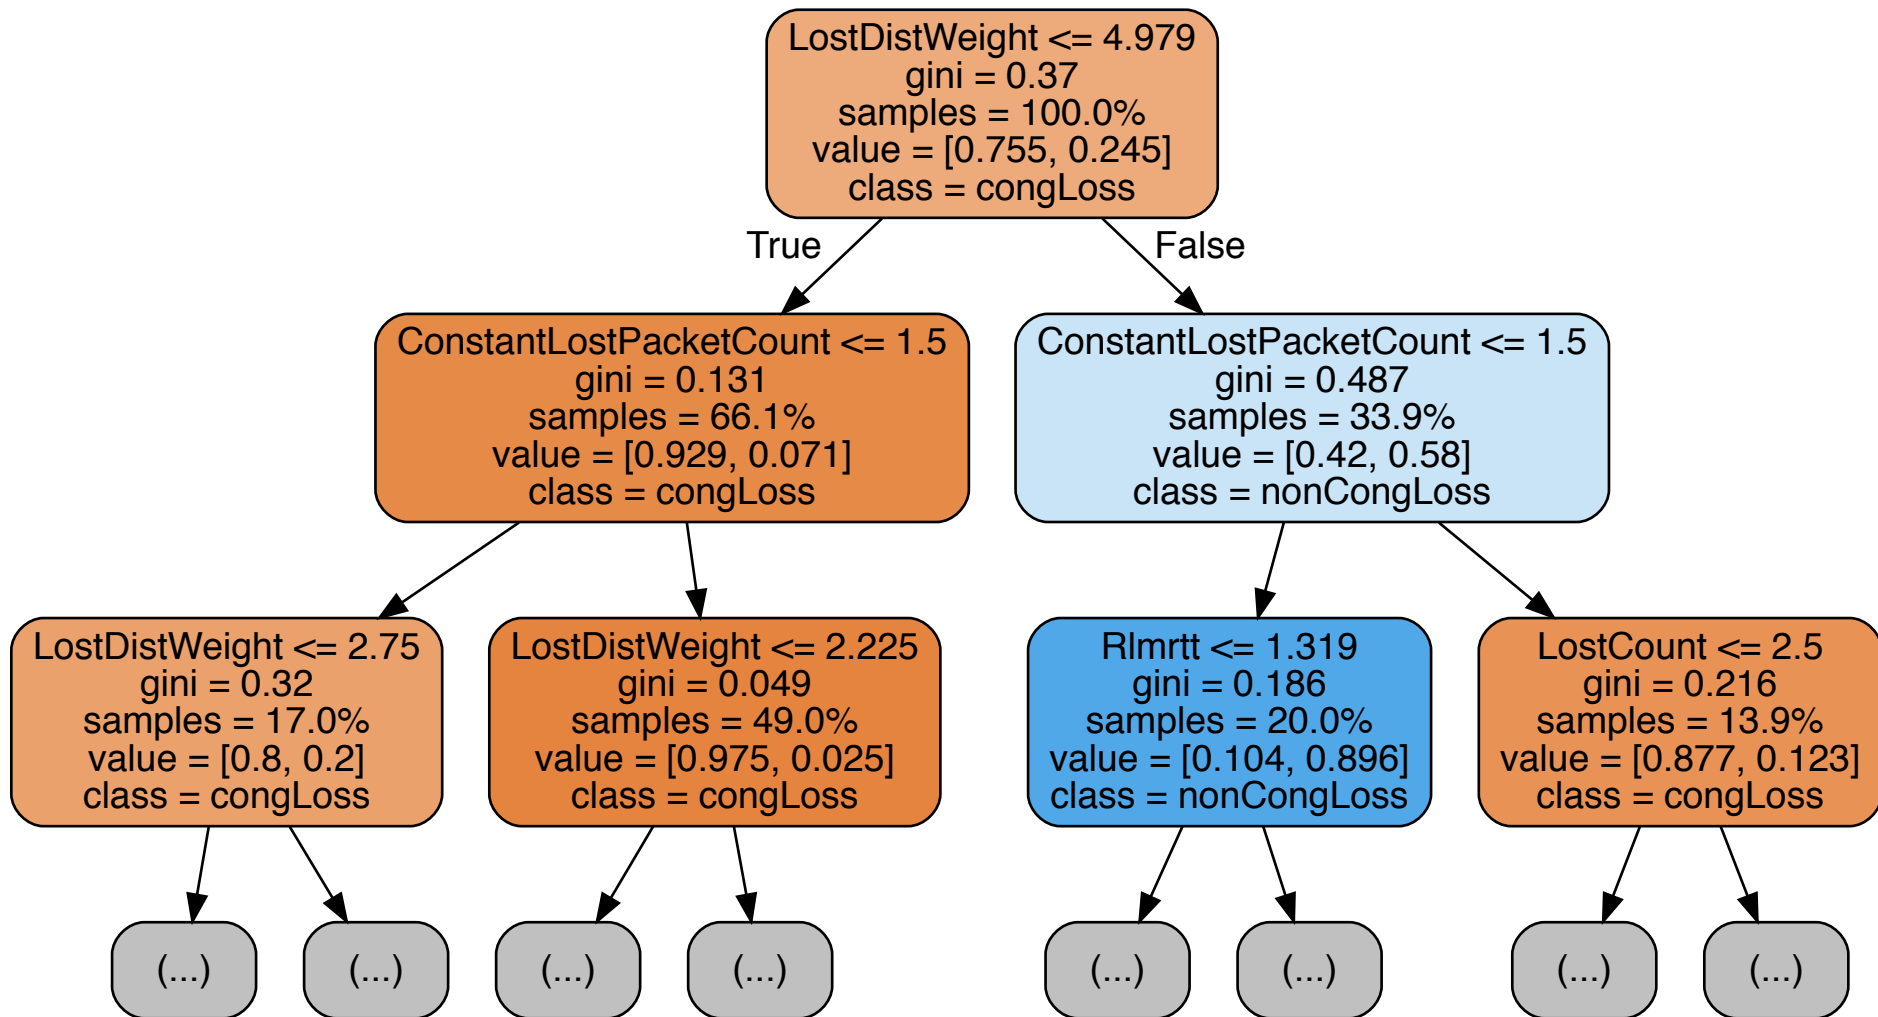 LostDistWeight <= 4.979
gini = 0.37
samples = 100.0%
value = [0.755, 0.245]
class = congLoss
True
False
ConstantLostPacketCount <= 1.5
gini = 0.131
samples = 66.1%
value = [0.929, 0.071]
class = congLoss
ConstantLostPacketCount <= 1.5
gini = 0.487
samples = 33.9%
value = [0.42, 0.58]
class = nonCongLoss
LostDistWeight <= 2.75
gini = 0.32
samples = 17.0%
value = [0.8, 0.2]
class = congLoss
LostDistWeight <= 2.225
gini = 0.049
samples = 49.0%
value = [0.975, 0.025]
class = congLoss
Rlmrtt <= 1.319
gini = 0.186
samples = 20.0%
value = [0.104, 0.896]
class = nonCongLoss
LostCount <= 2.5
gini = 0.216
samples = 13.9%
value = [0.877, 0.123]
class = congLoss
(...)
(...)
(...)
(...)
(...)
(...)
(...)
(...)